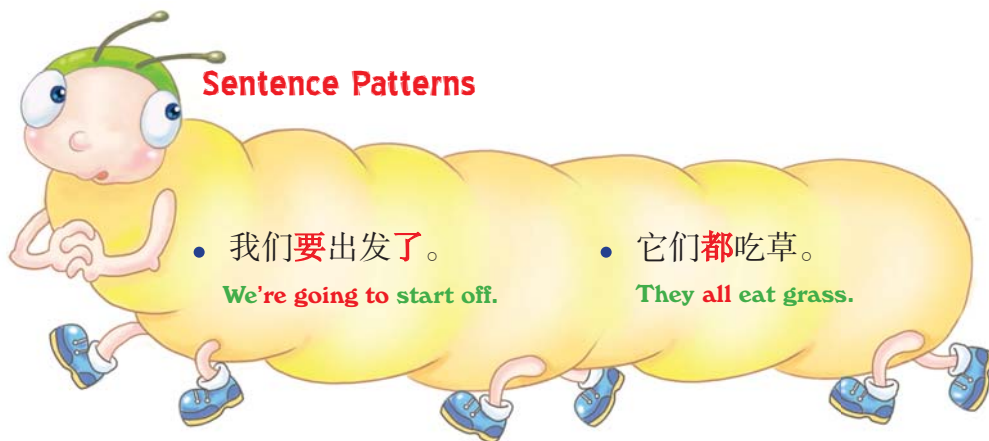 Sentence Patterns
• 我们要出发了。
We're going to start off.
• 它们都吃草。
They all eat grass.